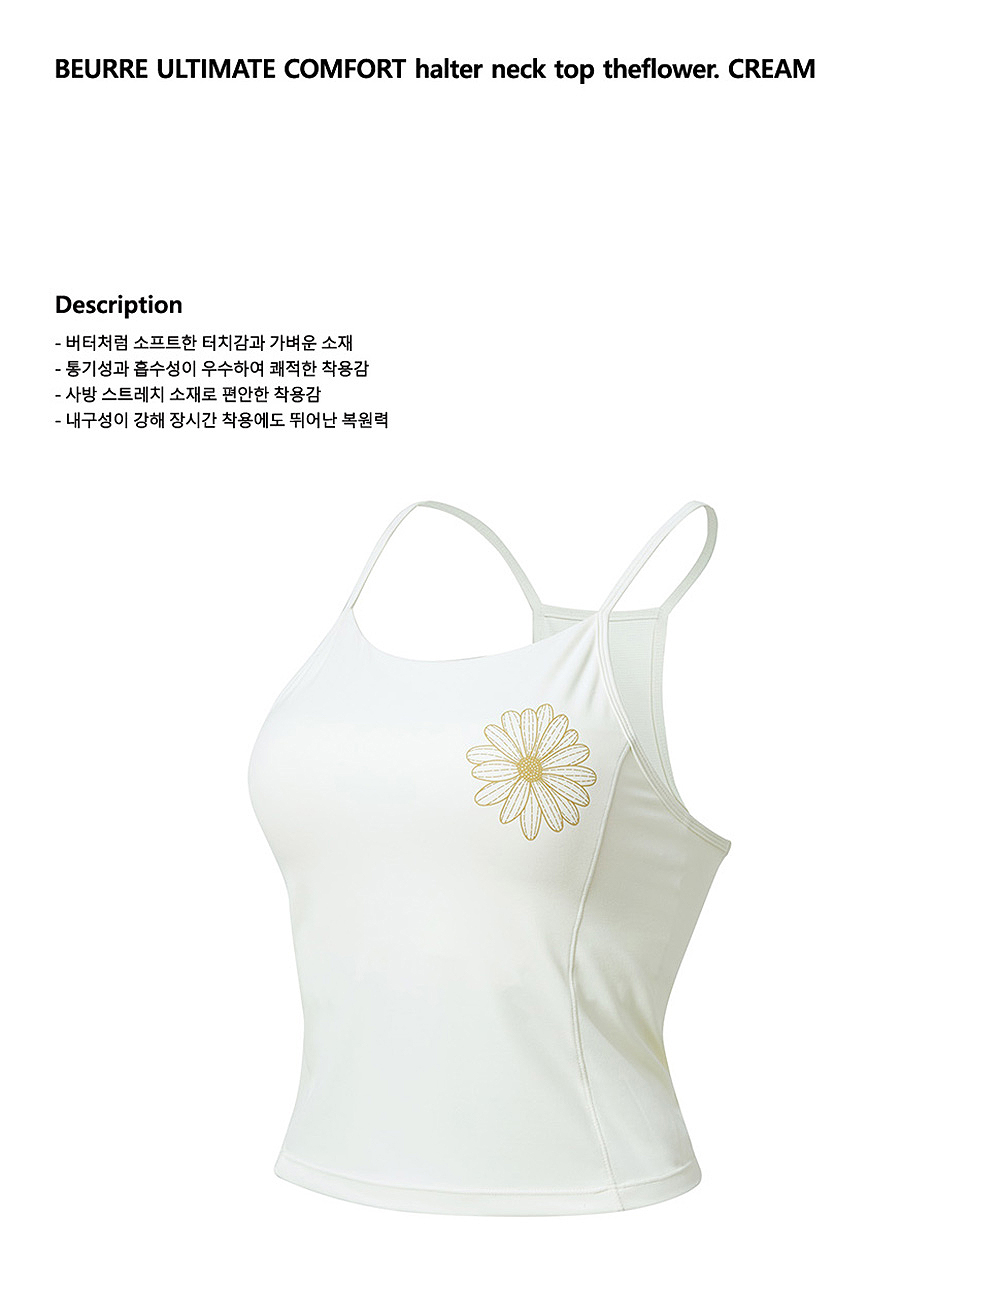 BEURRE ULTIMATE COMFORT halter neck top theflower. CREAM
Description
- 버터처럼 소프트한 터치감과 가벼운 소재
- 통기성과 흡수성이 우수하여 쾌적한 착용감
- 사방 스트레치 소재로 편안한 착용감
- 내구성이 강해 장시간 착용에도 뛰어난 복원력